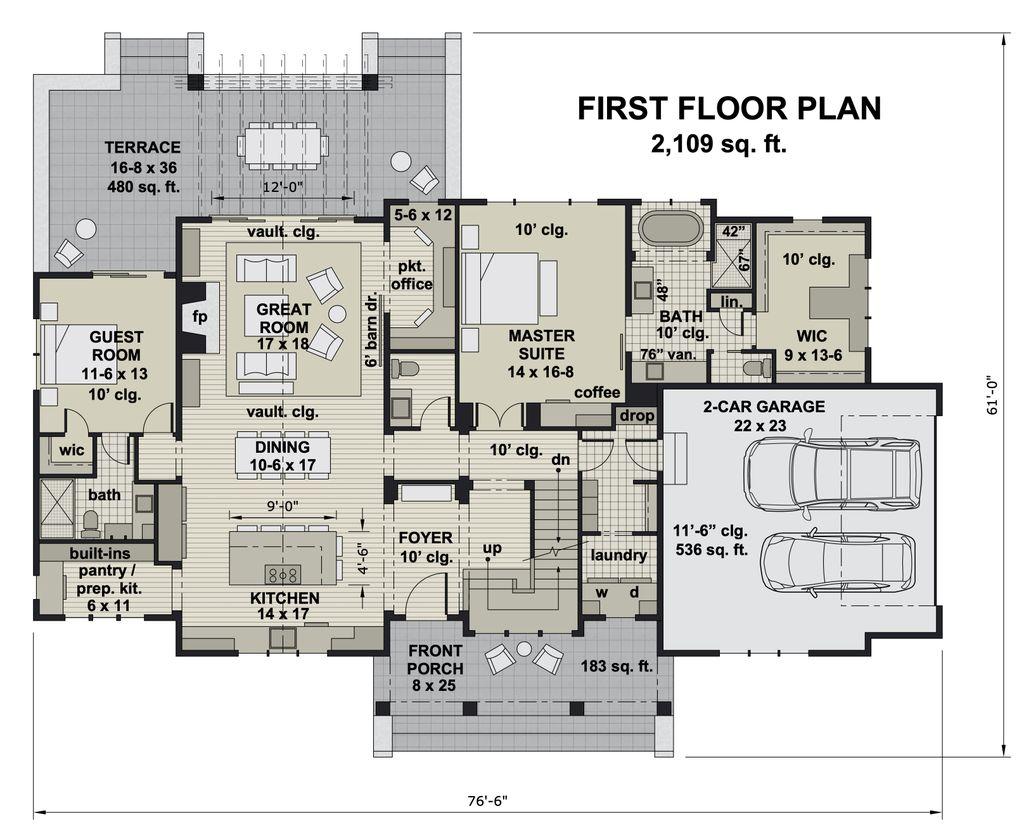 FIRST FLOOR PLAN
2,109 sq. ft.
TERRACE
16-8 x 36
480 sq. ft.
12'-0"
vault. clg.
5-6 x 12
pkt.
office
6' barn dr.
fp
GREAT
ROOM
17 x 18
vault. clg.
GUEST
ROOM
11-6 x 13
10' clg.
wic
bath
10' clg.
MASTER
SUITE
14 x 16-8
coffee
42"
67"
48"
lin.
BATH
10' clg.
76" van.
10' clg.
WIC
9 x 13-6
drop
2-CAR GARAGE
22 x 23
11'-6" clg.
536 sq. ft.
DINING
10-6 x 17
10' clg.
dn
9'-0"
4'-6"
FOYER
10' clg.
up
laundry
w d
built-ins
pantry /
prep. kit.
6 x 11
KITCHEN
14 x 17
FRONT
PORCH
8 x 25
183 sq. ft.
61'-0"
76'-6"